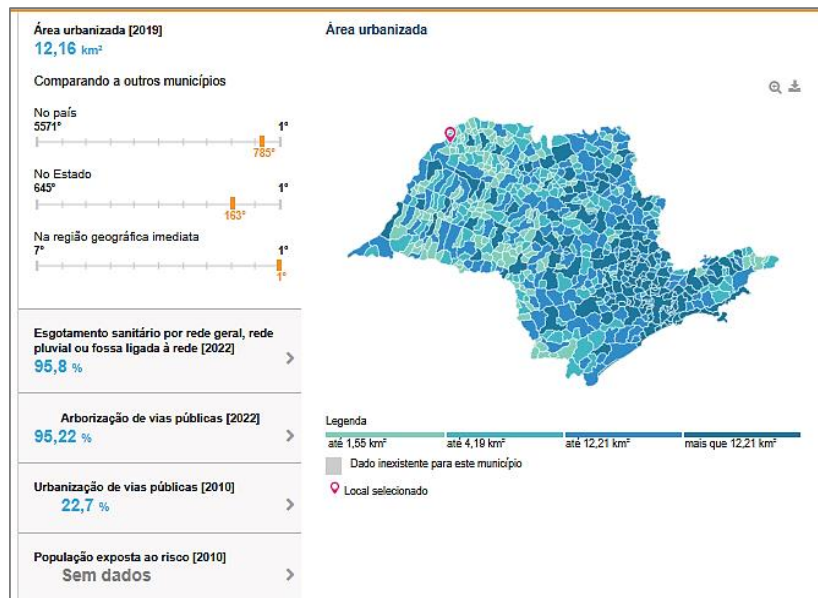 Área urbanizada [2019]
12,16 km²
Comparando a outros municípios
No país
5571° 1°
785°
No Estado
645° 1°
163°
Na região geográfica imediata
7° 1°
1°
Esgotamento sanitário por rede geral, rede
pluvial ou fossa ligada à rede [2022]
95,8 %
Arborização de vias públicas [2022]
95,22 %
Urbanização de vias públicas [2010]
22,7 %
População exposta ao risco [2010]
Sem dados
Área urbanizada
Legenda
até 1,55 km² até 4,19 km² até 12,21 km² mais que 12,21 km²
Dado inexistente para este município
Local selecionado